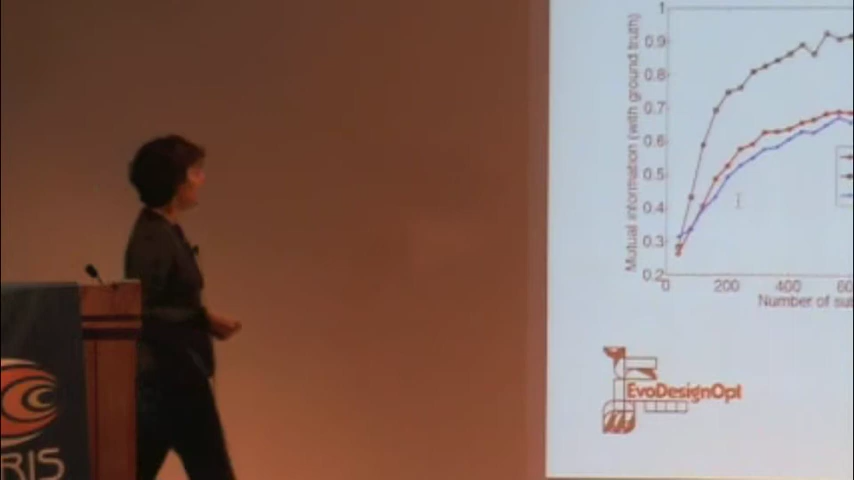 1
0.9
0.8
0.7
0.6
0.5
0.4
0.3
0.2
Mutual information (with ground truth)
0 200 400
Number of
EvoDesignOpt
RIS